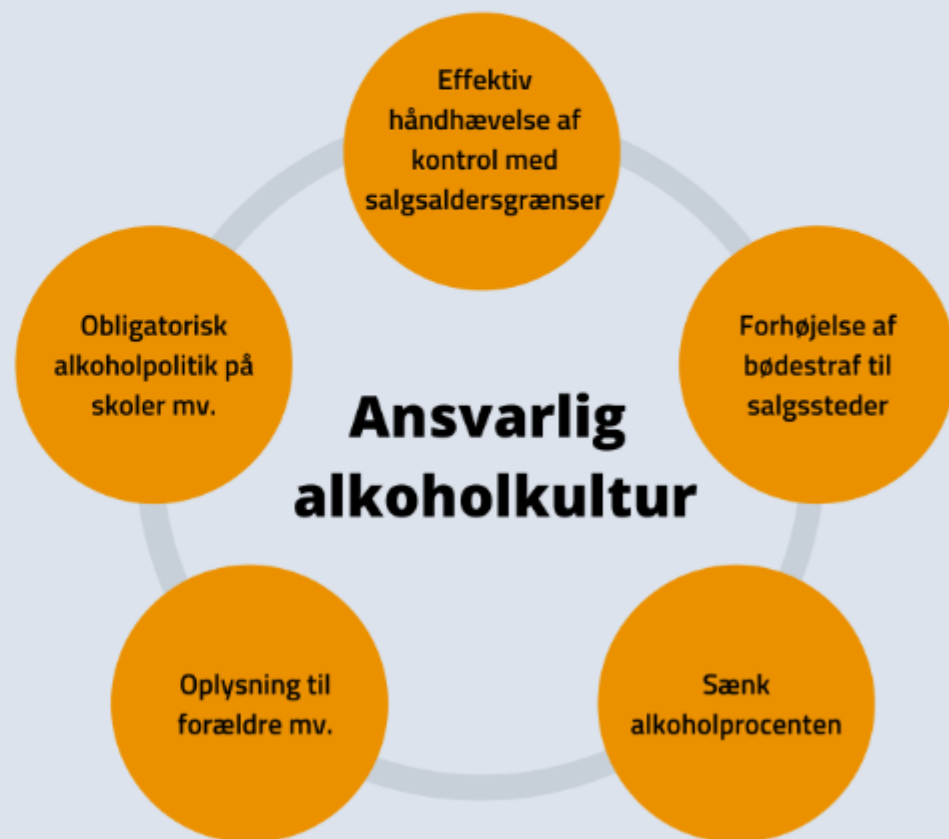 Effektiv
håndhævelse af
kontrol med
salgsaldersgrænser
Obligatorisk
alkoholpolitik på
skoler mv.
Forhøjelse af
bødestraf til
salgssteder
Ansvarlig
alkoholkultur
Oplysning til
forældre mv.
Sænk
alkoholprocenten